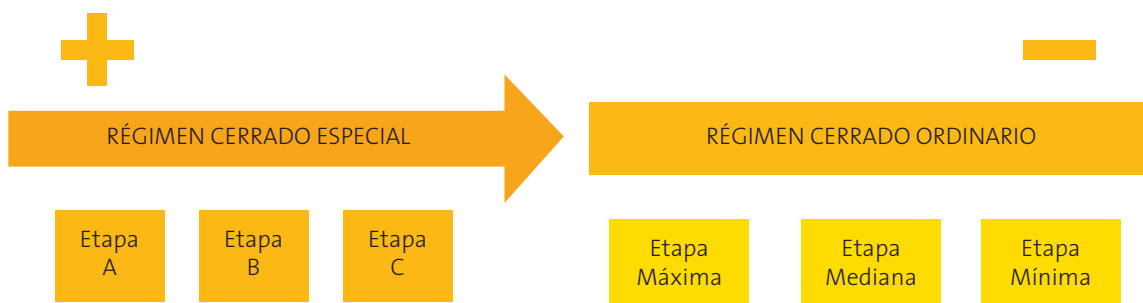 RÉGIMEN CERRADO ESPECIAL
RÉGIMEN CERRADO ORDINARIO
Etapa
A
Etapa
B
Etapa
C
Etapa
Máxima
Etapa
Mediana
Etapa
Mínima